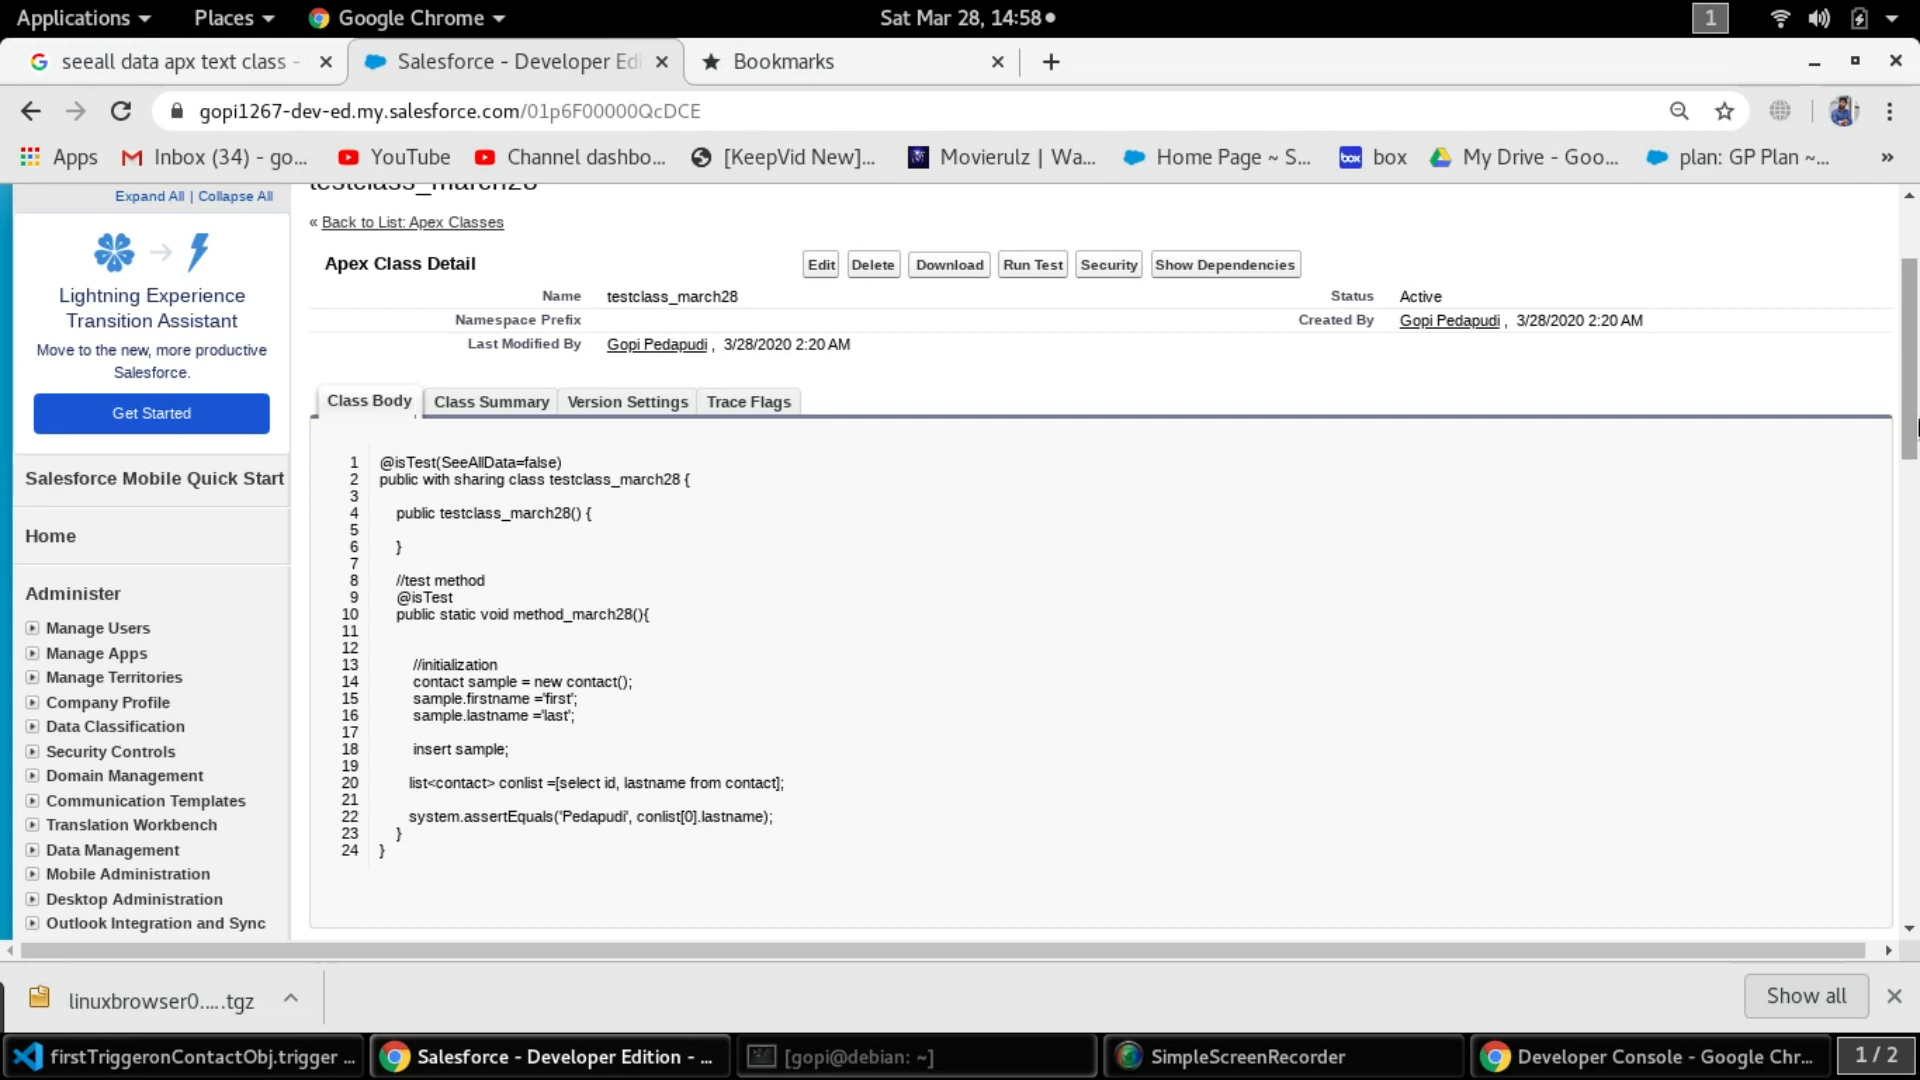 Applications Places Google Chrome Sat Mar 28, 14:58 1
seeall data apx text class - Salesforce - Developer Edi Bookmarks
gopi1267-dev-ed.my.salesforce.com/01p6F00000QcDCE
Apps Inbox (34) - go... YouTube Channel dashbo... [KeepVid New]... Movierulz | Wa... Home Page ~ S... box box My Drive - Goo... plan: GP Plan ~... »
testclass_march28
Expand All | Collapse All
« Back to List: Apex Classes
Apex Class Detail Edit Delete Download Run Test Security Show Dependencies
Name testclass_march28 Status Active
Namespace Prefix Created By Gopi Pedapudi , 3/28/2020 2:20 AM
Last Modified By Gopi Pedapudi , 3/28/2020 2:20 AM
Lightning Experience
Transition Assistant
Move to the new, more productive
Salesforce.
Get Started
Salesforce Mobile Quick Start
Home
Administer
Manage Users
Manage Apps
Manage Territories
Company Profile
Data Classification
Security Controls
Domain Management
Communication Templates
Translation Workbench
Data Management
Mobile Administration
Desktop Administration
Outlook Integration and Sync
Class Body Class Summary Version Settings Trace Flags
1 @isTest(SeeAllData=false)
2 public with sharing class testclass_march28 {
3
4 public testclass_march28() {
5
6 }
7
8 //test method
9 @isTest
10 public static void method_march28(){
11
12
13 //initialization
14 contact sample = new contact();
15 sample.firstname ='first';
16 sample.lastname ='last';
17
18 insert sample;
19
20 list<contact> conlist =[select id, lastname from contact];
21
22 system.assertEquals('Pedapudi', conlist[0].lastname);
23 }
24 }
linuxbrowser0.....tgz Show all
firstTriggeronContactObj.trigger ... Salesforce - Developer Edition - ... [gopi@debian: ~] SimpleScreenRecorder Developer Console - Google Chr... 1 / 2